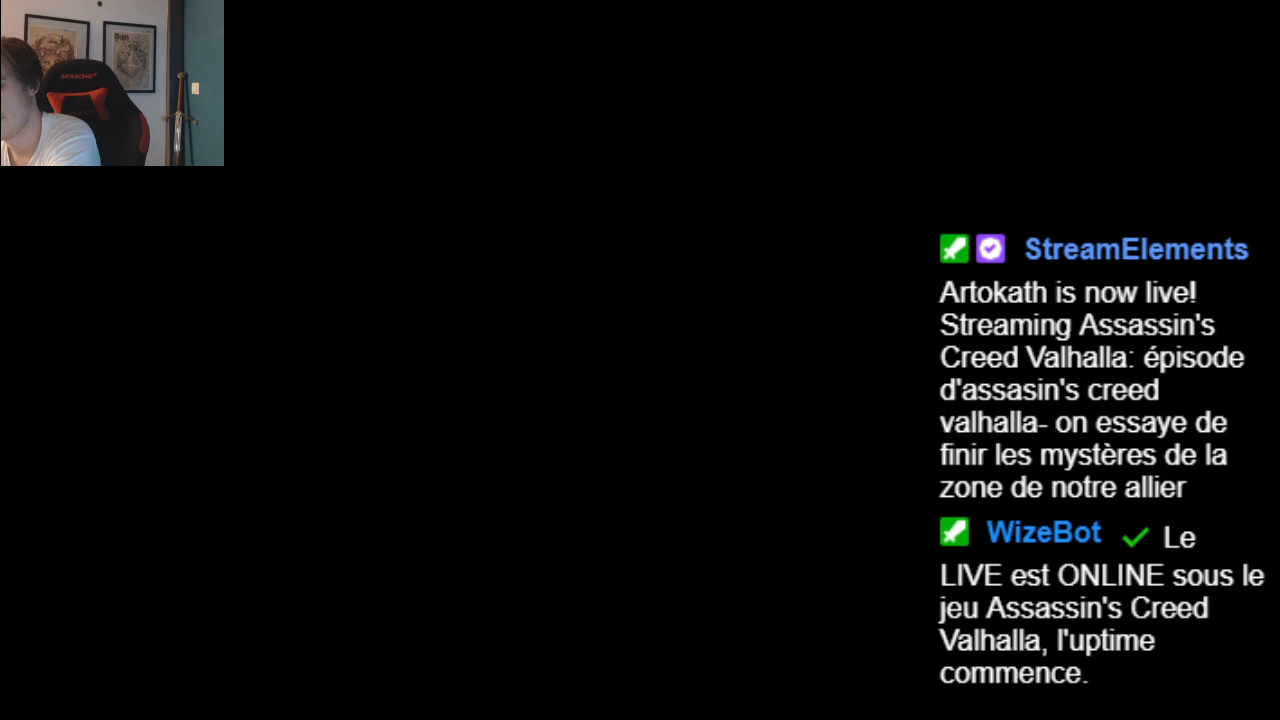 AKRACING
StreamElements
Artokath is now live!
Streaming Assassin's
Creed Valhalla: épisode
d'assasin's creed
valhalla- on essaye de
finir les mystères de la
zone de notre allier
WizeBot Le
LIVE est ONLINE sous le
jeu Assassin's Creed
Valhalla, l'uptime
commence.